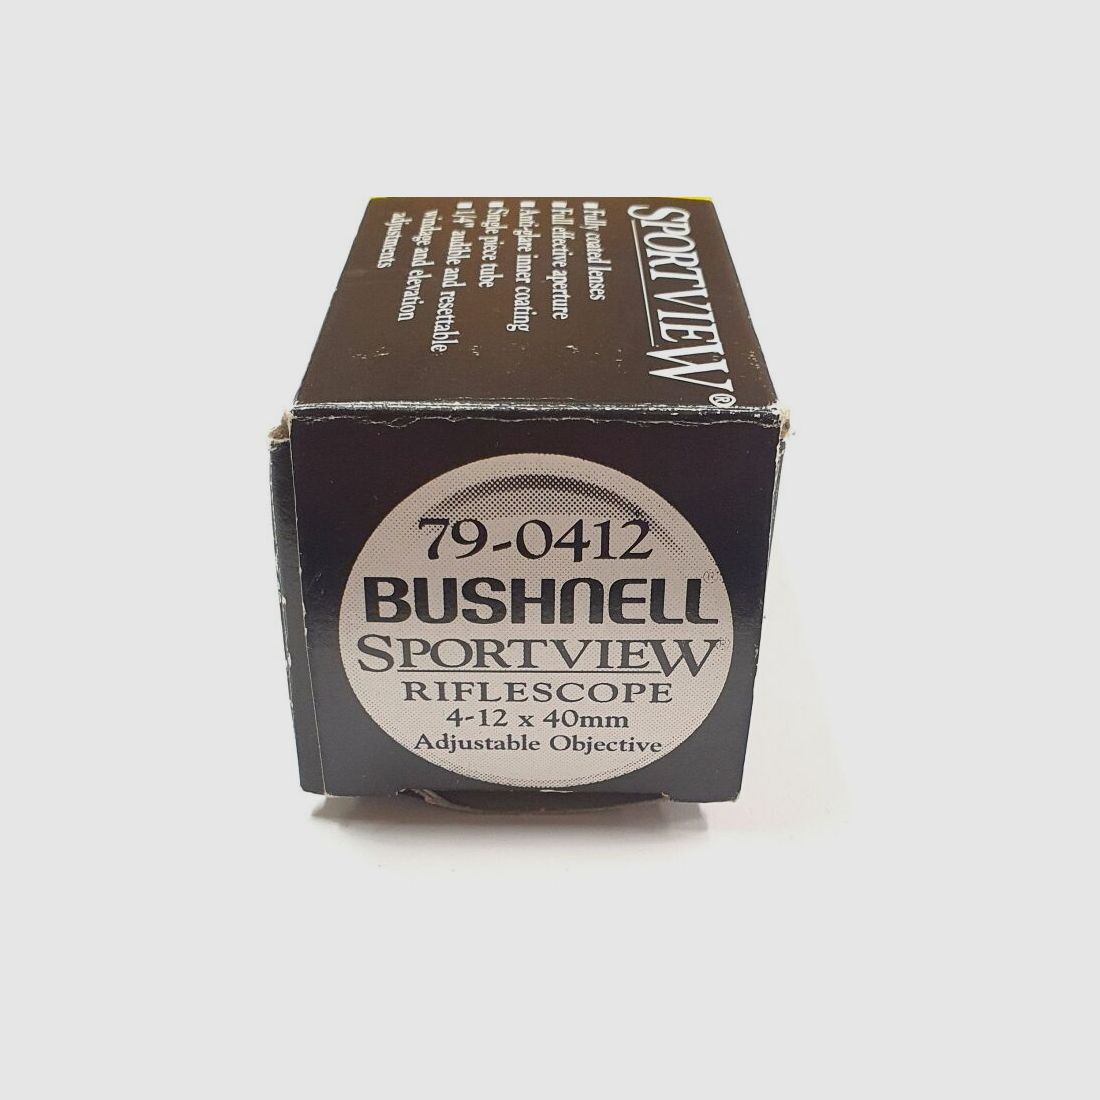 SPORTVIEW®
■ Fully coated lenses
■ Full effective aperture
■ Anti-glare inner coating
■ Single piece tube
■ 1/4" audible and resettable
windage and elevation
adjustments
79-0412
BUSHNELL®
SPORTVIEW®
RIFLESCOPE
4-12 x 40mm
Adjustable Objective